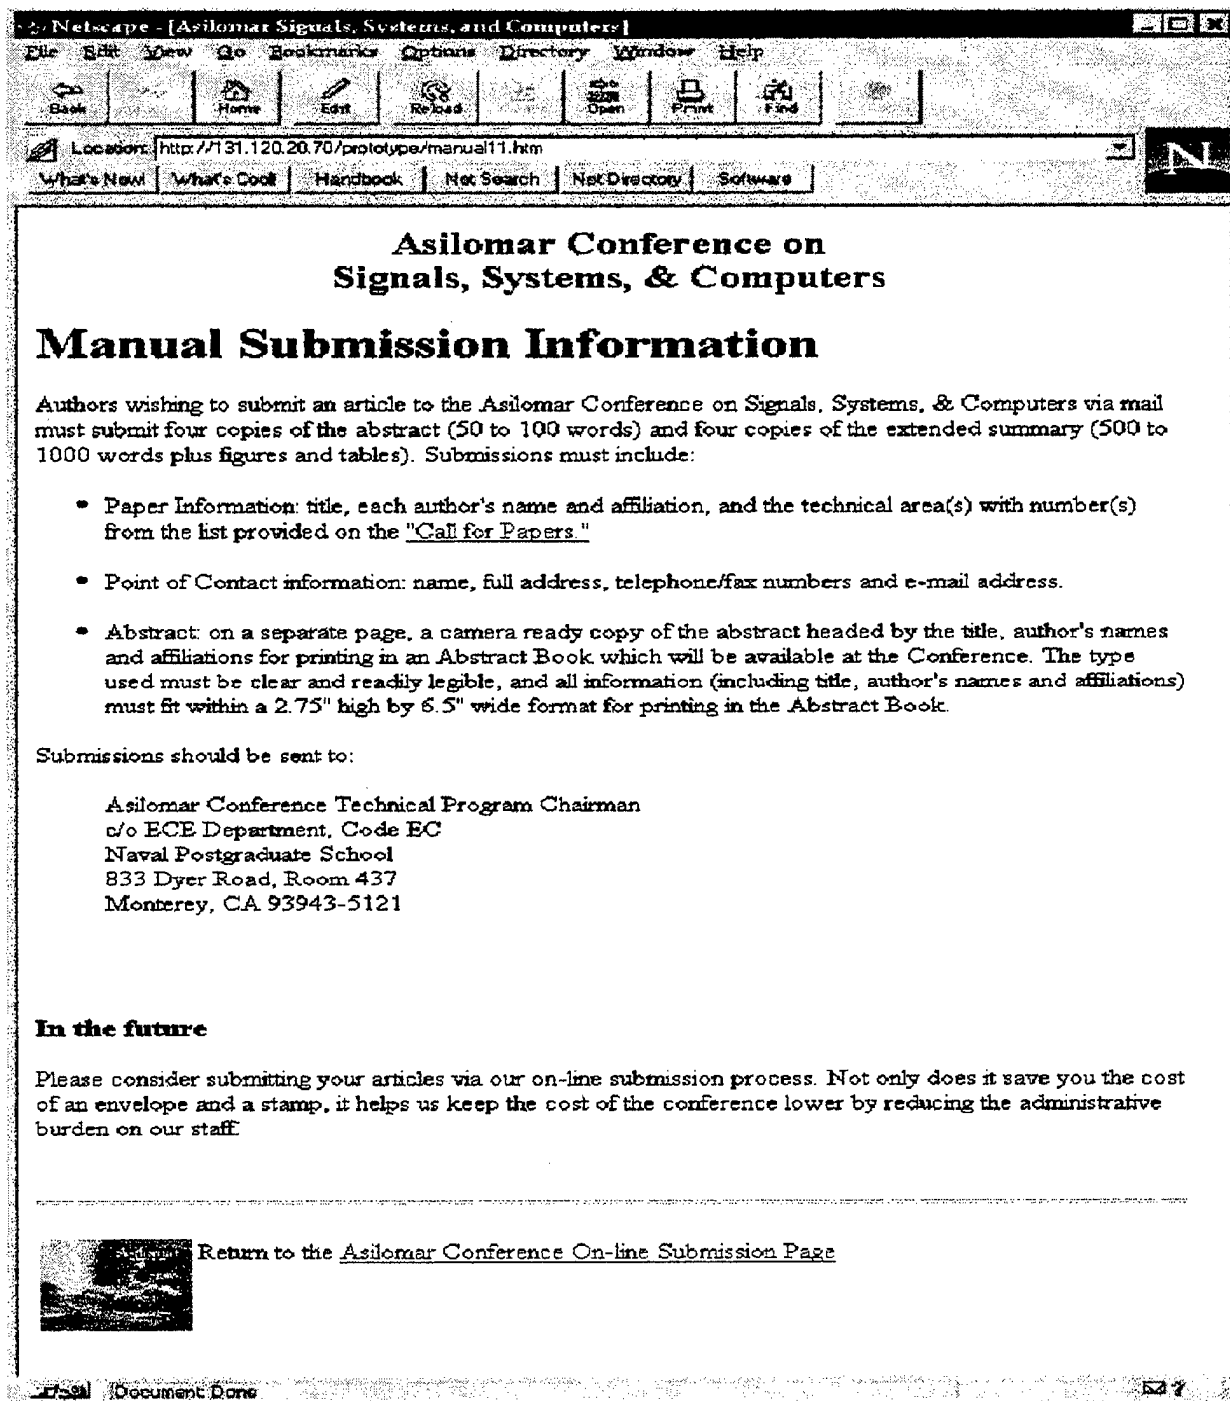 Netscape - [Asilomar Signals, Systems, and Computers]
File Edit View Go Bookmarks Options Directory Window Help
Back Home Edit Reload Open Print Find
Location: http://131.120.20.70/prototype/manual11.htm
What's New! What's Cool! Handbook Net Search Net Directory Software
N
Asilomar Conference on
Signals, Systems, & Computers
Manual Submission Information
Authors wishing to submit an article to the Asilomar Conference on Signals, Systems, & Computers via mail
must submit four copies of the abstract (50 to 100 words) and four copies of the extended summary (500 to
1000 words plus figures and tables). Submissions must include:
• Paper Information: title, each author's name and affiliation, and the technical area(s) with number(s)
from the list provided on the "Call for Papers."
• Point of Contact information: name, full address, telephone/fax numbers and e-mail address.
• Abstract: on a separate page, a camera ready copy of the abstract headed by the title, author's names
and affiliations for printing in an Abstract Book which will be available at the Conference. The type
used must be clear and readily legible, and all information (including title, author's names and affiliations)
must fit within a 2.75" high by 6.5" wide format for printing in the Abstract Book.
Submissions should be sent to:
Asilomar Conference Technical Program Chairman
c/o ECE Department, Code EC
Naval Postgraduate School
833 Dyer Road, Room 437
Monterey, CA 93943-5121
In the future
Please consider submitting your articles via our on-line submission process. Not only does it save you the cost
of an envelope and a stamp, it helps us keep the cost of the conference lower by reducing the administrative
burden on our staff.
Return to the Asilomar Conference On-line Submission Page
Document: Done